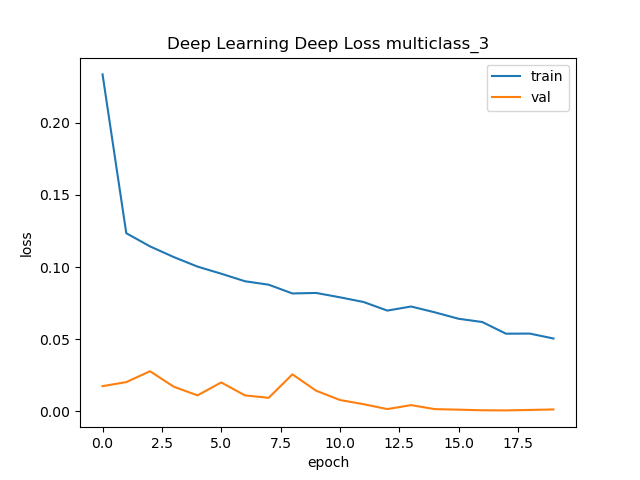 Deep Learning Deep Loss multiclass_3
train
val
0.20
0.15
0.10
0.05
0.00
loss
0.0 2.5 5.0 7.5 10.0 12.5 15.0 17.5
epoch